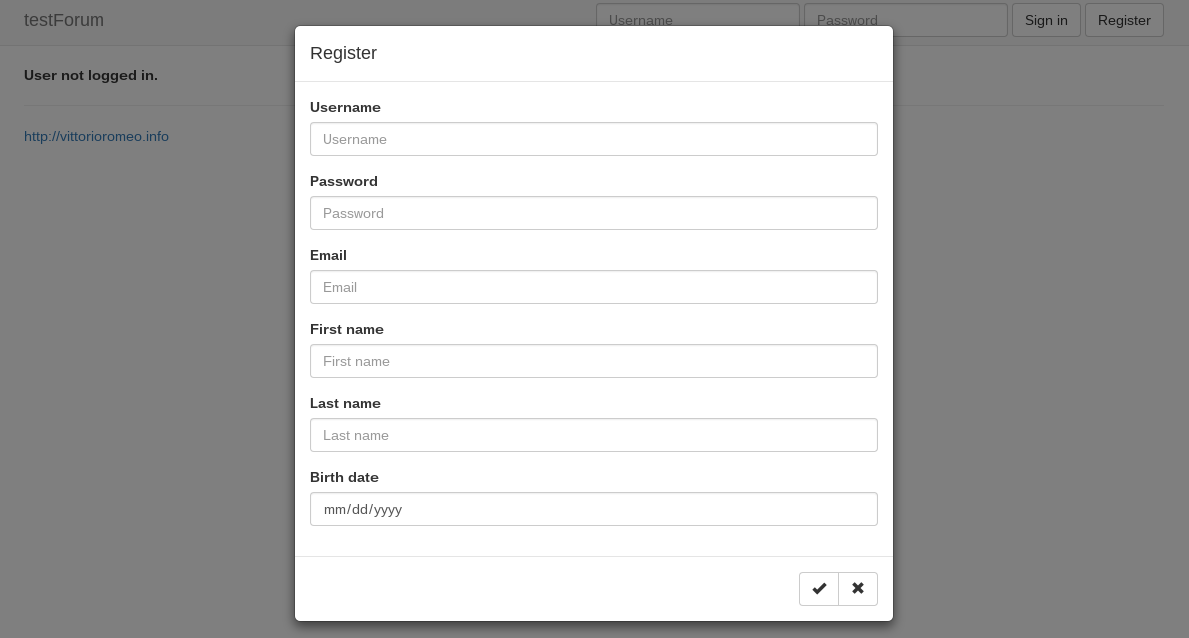 testForum Username Password Sign in Register
User not logged in.
http://vittorioromeo.info
Register
Username
Username
Password
Password
Email
Email
First name
First name
Last name
Last name
Birth date
mm/dd/yyyy